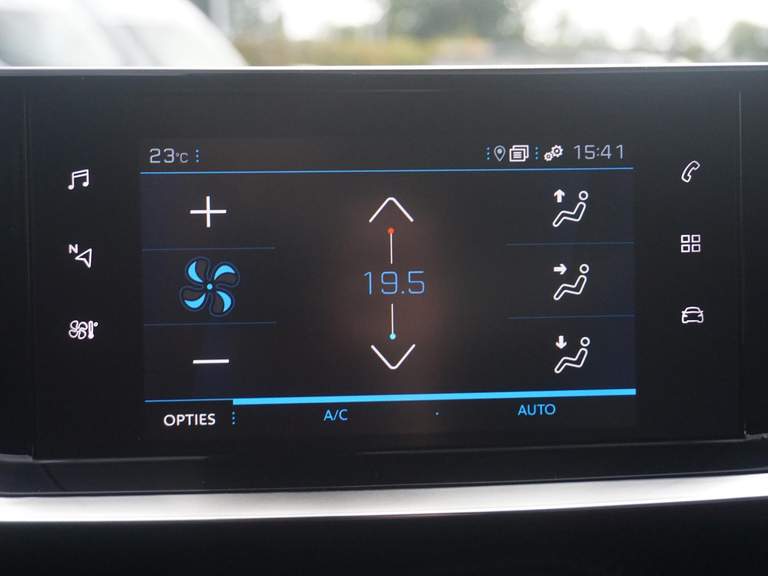 23°C 15:41
N
19.5
OPTIES A/C AUTO